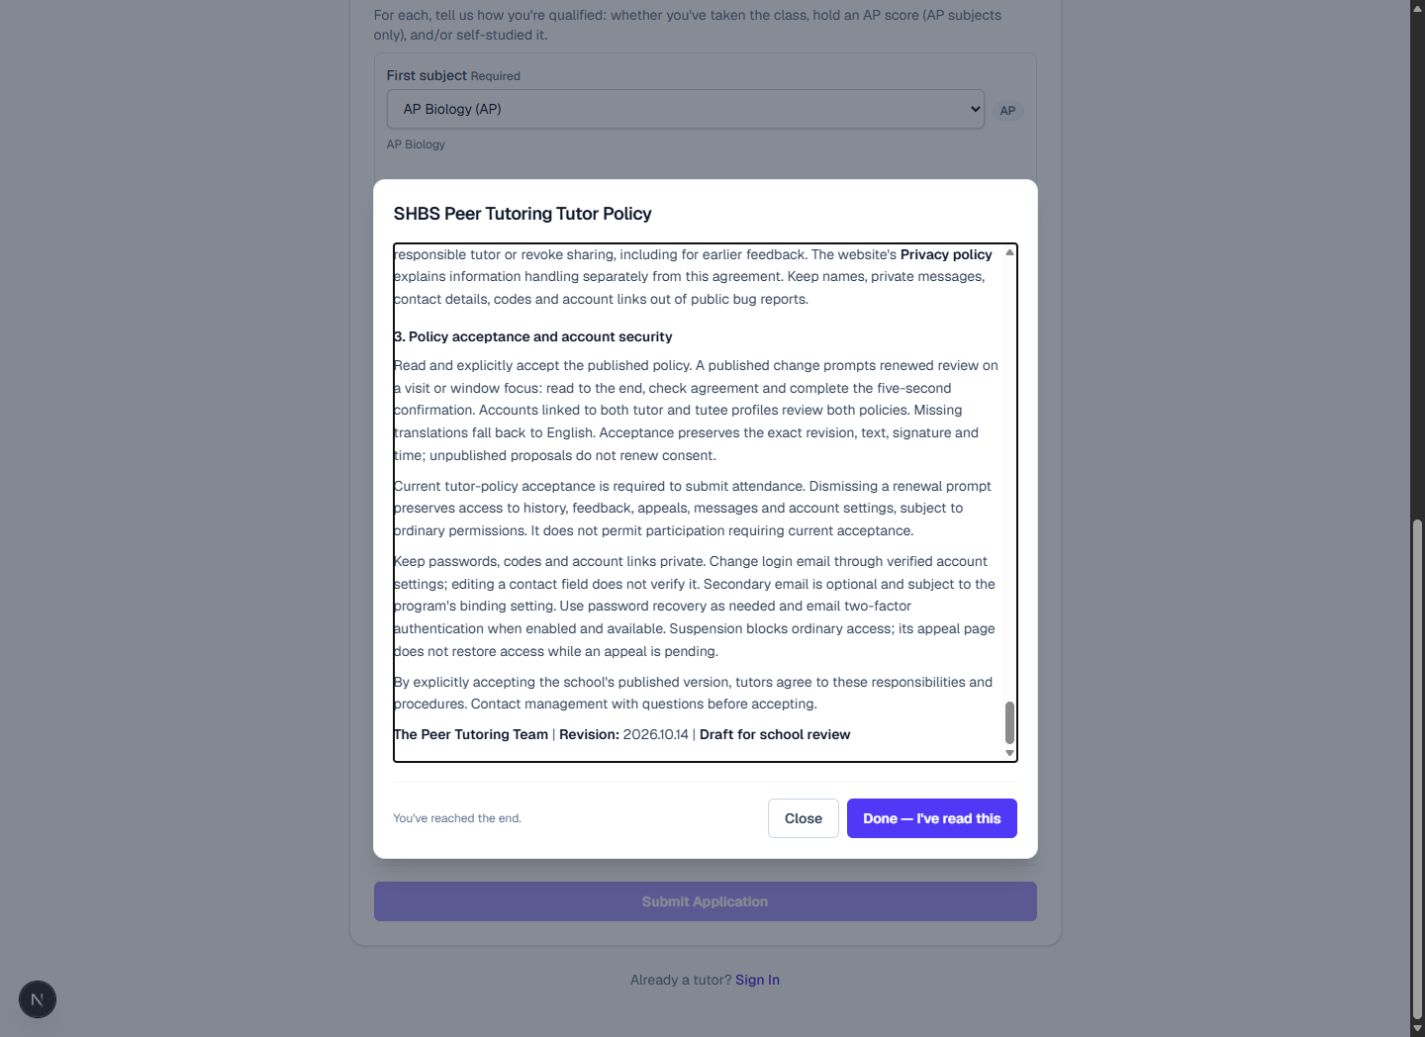 For each, tell us how you're qualified: whether you've taken the class, hold an AP score (AP subjects
only), and/or self-studied it.
First subject Required
AP Biology (AP)
AP
AP Biology
SHBS Peer Tutoring Tutor Policy
responsible tutor or revoke sharing, including for earlier feedback. The website's Privacy policy
explains information handling separately from this agreement. Keep names, private messages,
contact details, codes and account links out of public bug reports.
3. Policy acceptance and account security
Read and explicitly accept the published policy. A published change prompts renewed review on
a visit or window focus: read to the end, check agreement and complete the five-second
confirmation. Accounts linked to both tutor and tutee profiles review both policies. Missing
translations fall back to English. Acceptance preserves the exact revision, text, signature and
time; unpublished proposals do not renew consent.
Current tutor-policy acceptance is required to submit attendance. Dismissing a renewal prompt
preserves access to history, feedback, appeals, messages and account settings, subject to
ordinary permissions. It does not permit participation requiring current acceptance.
Keep passwords, codes and account links private. Change login email through verified account
settings; editing a contact field does not verify it. Secondary email is optional and subject to the
program's binding setting. Use password recovery as needed and email two-factor
authentication when enabled and available. Suspension blocks ordinary access; its appeal page
does not restore access while an appeal is pending.
By explicitly accepting the school's published version, tutors agree to these responsibilities and
procedures. Contact management with questions before accepting.
The Peer Tutoring Team | Revision: 2026.10.14 | Draft for school review
You've reached the end.
Close
Done — I've read this
Submit Application
Already a tutor? Sign In
N